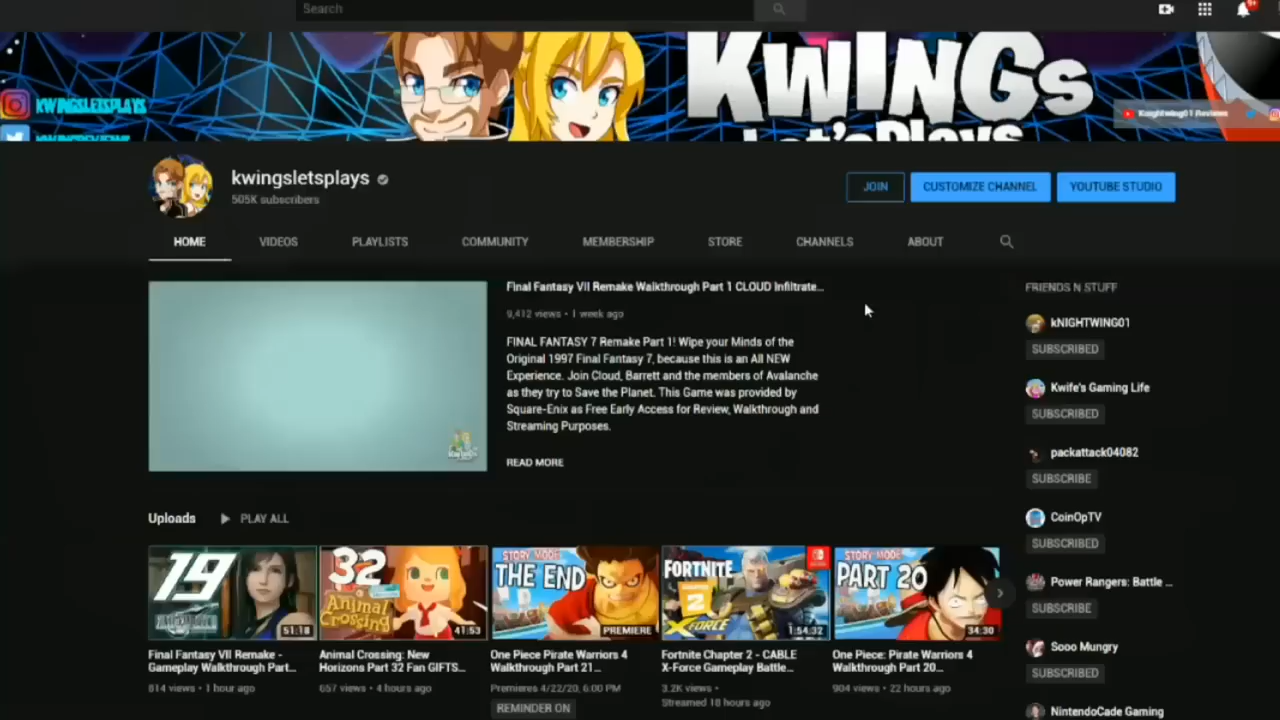 Search
9+
KWINGs
Let'sPlays
KWINGSLETSPLAYS
Knightwing01 Reviews
kwingsletsplays
505K subscribers
JOIN
CUSTOMIZE CHANNEL
YOUTUBE STUDIO
HOME
VIDEOS
PLAYLISTS
COMMUNITY
MEMBERSHIP
STORE
CHANNELS
ABOUT
Final Fantasy VII Remake Walkthrough Part 1 CLOUD Infiltrate...
9,412 views • 1 week ago
FINAL FANTASY 7 Remake Part 1! Wipe your Minds of the
Original 1997 Final Fantasy 7, because this is an All NEW
Experience. Join Cloud, Barrett and the members of Avalanche
as they try to Save the Planet. This Game was provided by
Square-Enix as Free Early Access for Review, Walkthrough and
Streaming Purposes.
READ MORE
FRIENDS N STUFF
kNIGHTWING01
SUBSCRIBED
Kwife's Gaming Life
SUBSCRIBED
packattack04082
SUBSCRIBE
CoinOpTV
SUBSCRIBED
Power Rangers: Battle ...
SUBSCRIBE
Sooo Mungry
SUBSCRIBED
NintendoCade Gaming
Uploads
PLAY ALL
19
51:18
Final Fantasy VII Remake -
Gameplay Walkthrough Part...
814 views • 1 hour ago
32
Animal
Crossing
41:53
Animal Crossing: New
Horizons Part 32 Fan GIFTS...
657 views • 4 hours ago
STORY MODE
THE END
PREMIERE
One Piece Pirate Warriors 4
Walkthrough Part 21...
Premieres 4/22/20, 6:00 PM
REMINDER ON
FORTNITE
CHAPTER
2
X-FORCE
1:54:32
Fortnite Chapter 2 - CABLE
X-Force Gameplay Battle...
3.2K views •
Streamed 18 hours ago
STORY MODE
PART 20
34:30
One Piece: Pirate Warriors 4
Walkthrough Part 20...
904 views • 22 hours ago